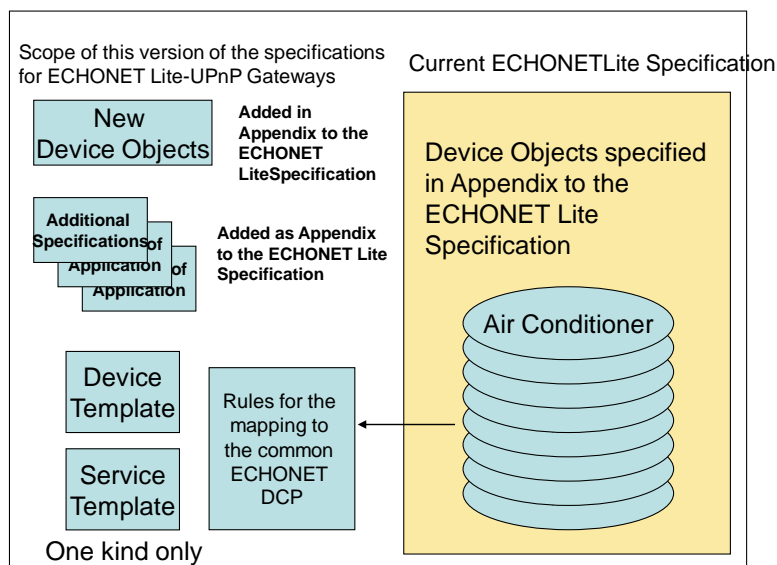 Scope of this version of the specifications
for ECHONET Lite-UPnP Gateways
Current ECHONETLite Specification
New
Device Objects
Added in
Appendix to the
ECHONET
LiteSpecification
Additional
Specifications
of
Application
of
Application
Added as Appendix
to the ECHONET Lite
Specification
Device Objects specified
in Appendix to the
ECHONET Lite
Specification
Air Conditioner
Device
Template
Service
Template
One kind only
Rules for the
mapping to
the common
ECHONET
DCP